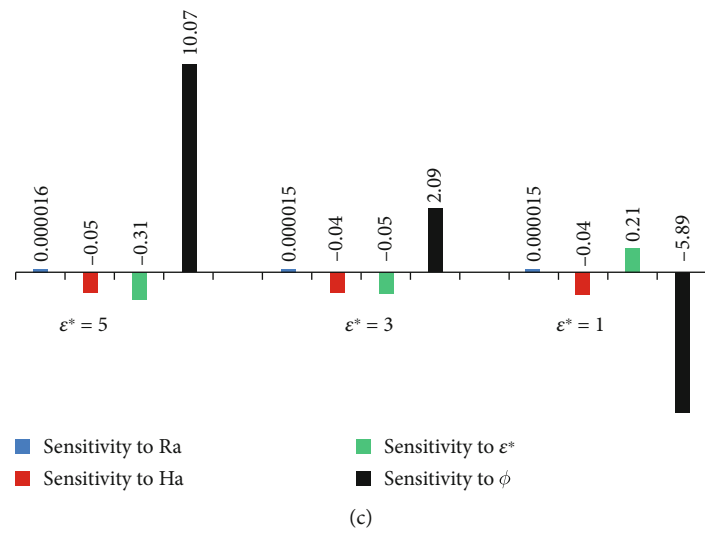 0.000016
–0.05
–0.31
10.07
0.000015
–0.04
–0.05
2.09
0.000015
–0.04
0.21
–5.89
ε* = 5
ε* = 3
ε* = 1
Sensitivity to Ra
Sensitivity to ε*
Sensitivity to Ha
Sensitivity to ϕ
(c)